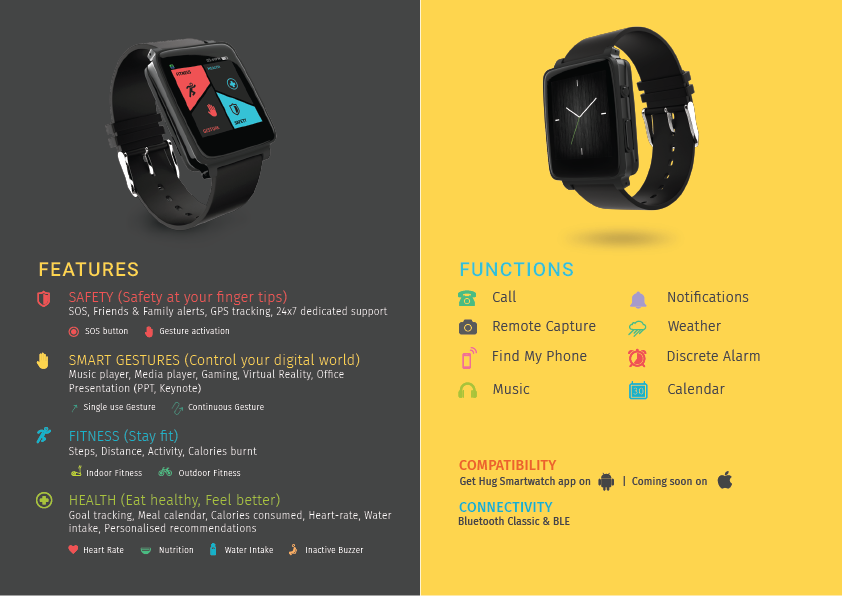 FITNESS
HEALTH
GESTURE
SAFETY
FEATURES
SAFETY (Safety at your finger tips)
SOS, Friends & Family alerts, GPS tracking, 24x7 dedicated support
SOS button Gesture activation
SMART GESTURES (Control your digital world)
Music player, Media player, Gaming, Virtual Reality, Office
Presentation (PPT, Keynote)
Single use Gesture Continuous Gesture
FITNESS (Stay fit)
Steps, Distance, Activity, Calories burnt
Indoor Fitness Outdoor Fitness
HEALTH (Eat healthy, Feel better)
Goal tracking, Meal calendar, Calories consumed, Heart-rate, Water
intake, Personalised recommendations
Heart Rate Nutrition Water Intake Inactive Buzzer
FUNCTIONS
Call Notifications
Remote Capture Weather
Find My Phone Discrete Alarm
Music 30 Calendar
COMPATIBILITY
Get Hug Smartwatch app on | Coming soon on
CONNECTIVITY
Bluetooth Classic & BLE